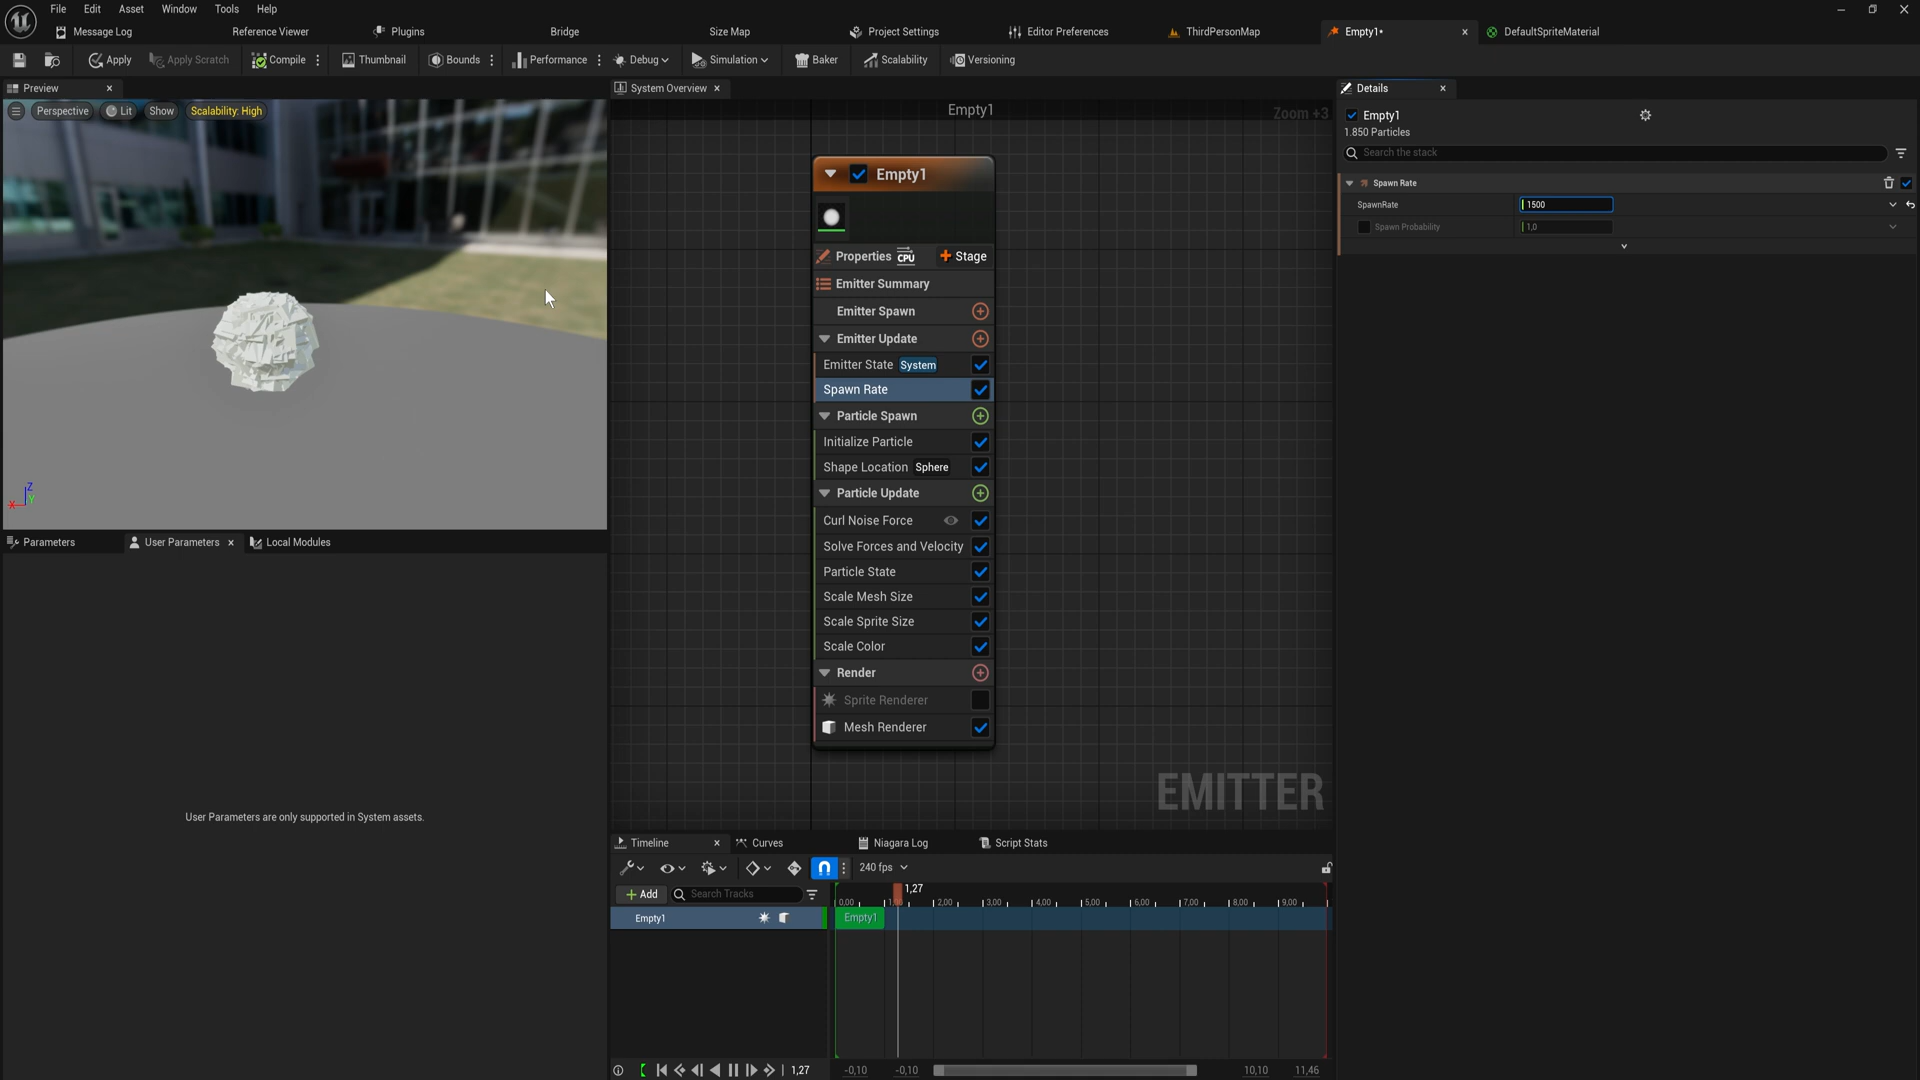 File Edit Asset Window Tools Help
Message Log Reference Viewer Plugins Bridge Size Map Project Settings Editor Preferences ThirdPersonMap Empty1• DefaultSpriteMaterial
Apply Apply Scratch Compile Thumbnail Bounds Performance Debug Simulation Baker Scalability Versioning
Preview
Perspective Lit Show Scalability: High
Z
X Y
Parameters User Parameters Local Modules
User Parameters are only supported in System assets.
System Overview
Empty1
Zoom +3
Empty1
Properties CPU Stage
Emitter Summary
Emitter Spawn
Emitter Update
Emitter State System
Spawn Rate
Particle Spawn
Initialize Particle
Shape Location Sphere
Particle Update
Curl Noise Force
Solve Forces and Velocity
Particle State
Scale Mesh Size
Scale Sprite Size
Scale Color
Render
Sprite Renderer
Mesh Renderer
EMITTER
Timeline Curves Niagara Log Script Stats
240 fps
Add Search Tracks
1,27
0,00 2,00 3,00 4,00 5,00 6,00 7,00 8,00 9,00
Empty1 Empty1
1,27 -0,10 -0,10 10,10 11,46
Details
Empty1
1.850 Particles
Search the stack
Spawn Rate
SpawnRate 1500
Spawn Probability 1,0